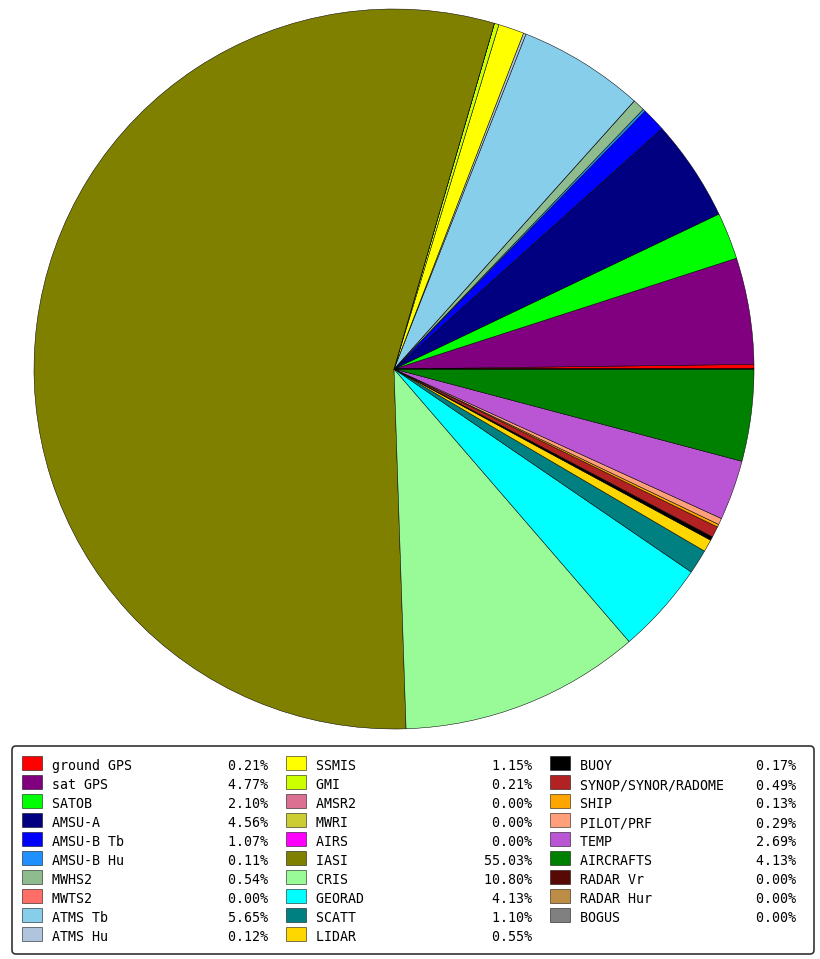 ground GPS 0.21% SSMIS 1.15% BUOY 0.17%
sat GPS 4.77% GMI 0.21% SYNOP/SYNOR/RADOME 0.49%
SATOB 2.10% AMSR2 0.00% SHIP 0.13%
AMSU-A 4.56% MWRI 0.00% PILOT/PRF 0.29%
AMSU-B Tb 1.07% AIRS 0.00% TEMP 2.69%
AMSU-B Hu 0.11% IASI 55.03% AIRCRAFTS 4.13%
MWHS2 0.54% CRIS 10.80% RADAR Vr 0.00%
MWTS2 0.00% GEORAD 4.13% RADAR Hur 0.00%
ATMS Tb 5.65% SCATT 1.10% BOGUS 0.00%
ATMS Hu 0.12% LIDAR 0.55%